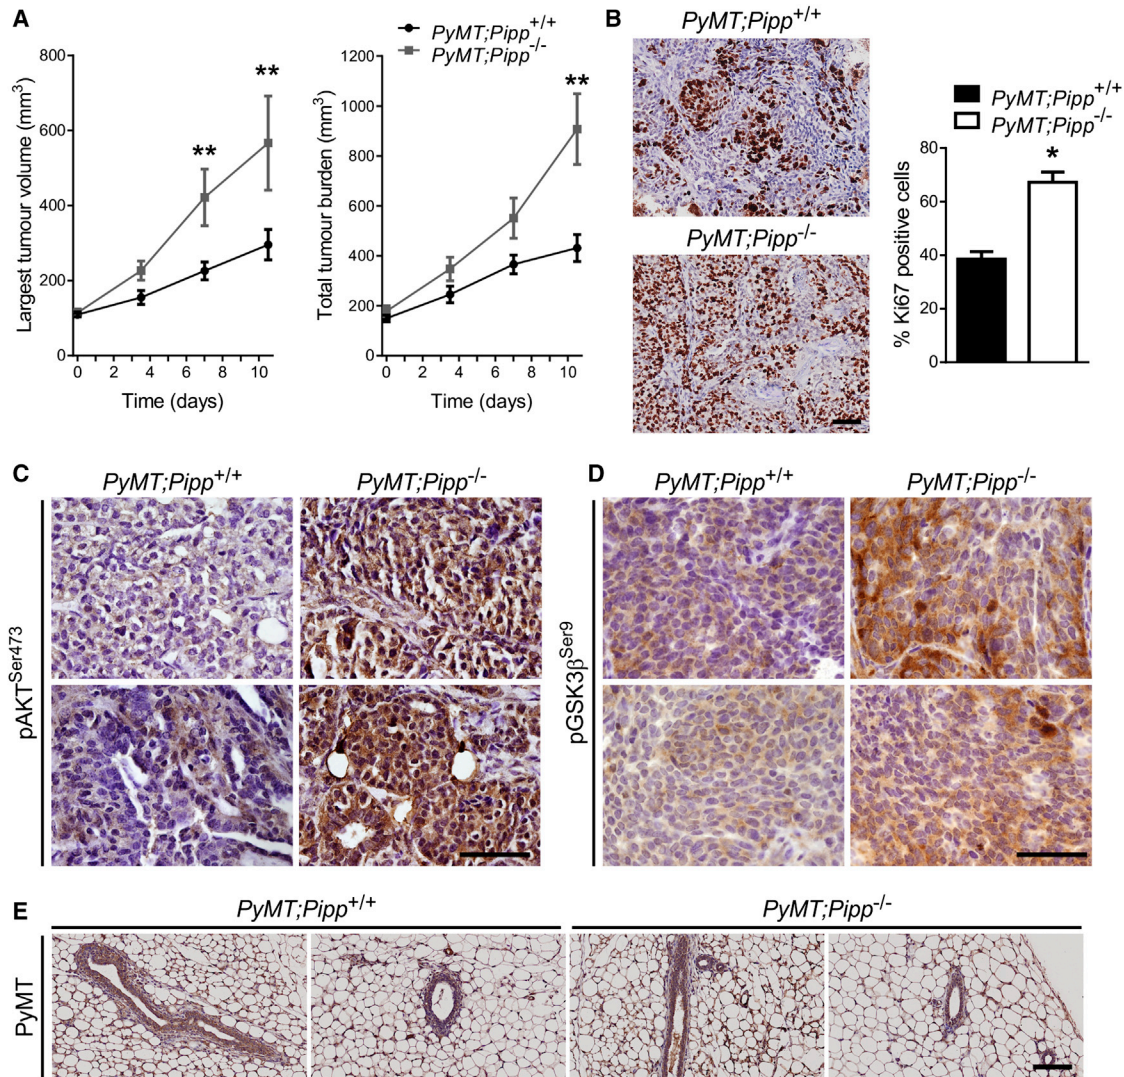 A
PyMT;Pipp+/+
PyMT;Pipp-/-
Largest tumour volume (mm3)
800
600
400
200
0
**
**
0 2 4 6 8 10
Time (days)
Total tumour burden (mm3)
1200
1000
800
600
400
200
0
**
0 2 4 6 8 10
Time (days)
B
PyMT;Pipp+/+
PyMT;Pipp-/-
PyMT;Pipp+/+
PyMT;Pipp-/-
% Ki67 positive cells
80
60
40
20
0
*
C
PyMT;Pipp+/+ PyMT;Pipp-/-
pAKTSer473
D
PyMT;Pipp+/+ PyMT;Pipp-/-
pGSK3βSer9
E
PyMT;Pipp+/+ PyMT;Pipp-/-
PyMT